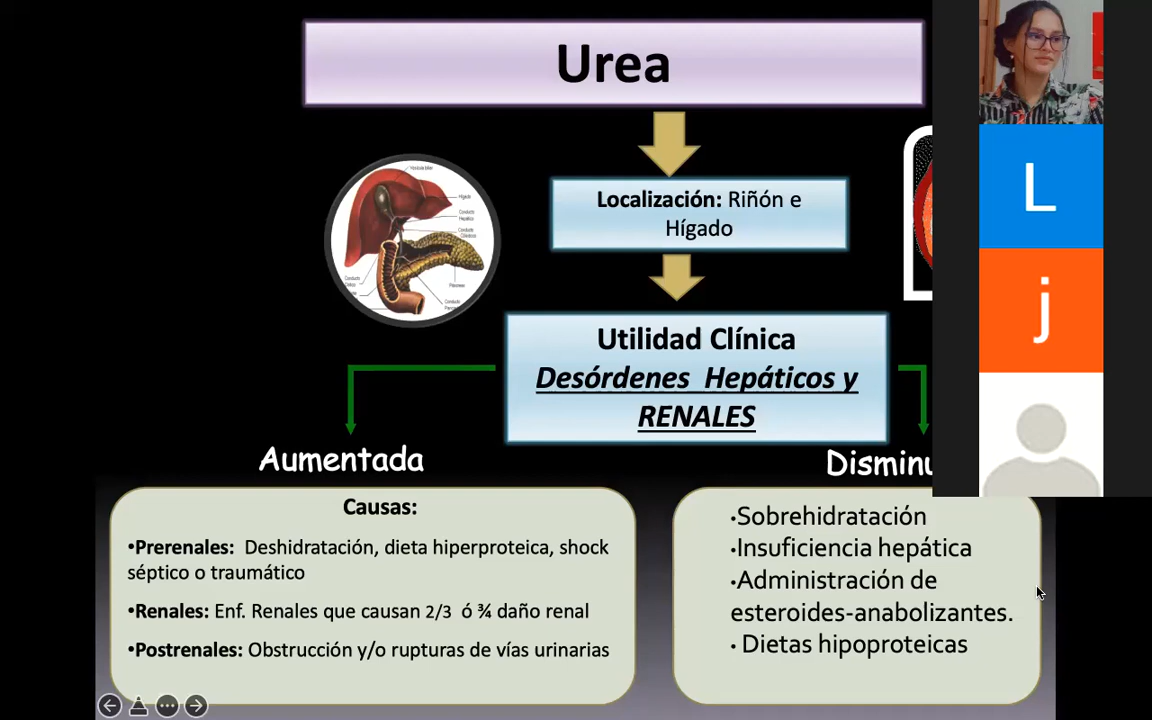 Urea
Localización: Riñón e
Hígado
Utilidad Clínica
Desórdenes Hepáticos y
RENALES
Aumentada
Causas:
•Prerenales: Deshidratación, dieta hiperproteica, shock
séptico o traumático
•Renales: Enf. Renales que causan 2/3 ó ¾ daño renal
•Postrenales: Obstrucción y/o rupturas de vías urinarias
Disminu
•Sobrehidratación
•Insuficiencia hepática
•Administración de
esteroides-anabolizantes.
• Dietas hipoproteicas
L
j